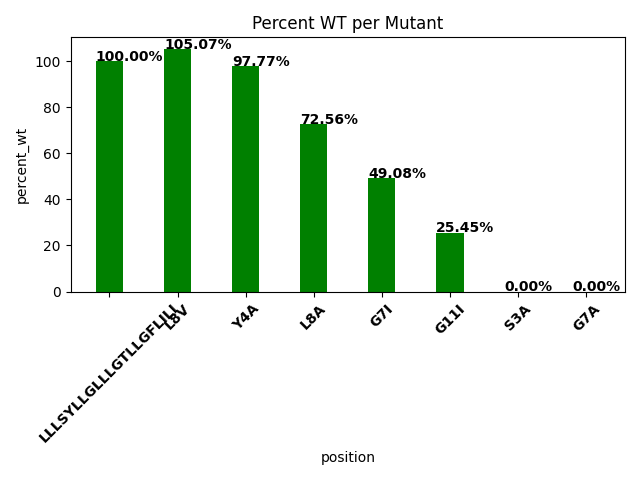 Percent WT per Mutant
percent_wt
100
80
60
40
20
0
100.00%
105.07%
97.77%
72.56%
49.08%
25.45%
0.00%
0.00%
LLLSYLLGLLLGTLLGFLILI
L8V
Y4A
L8A
G7I
G11I
S3A
G7A
position